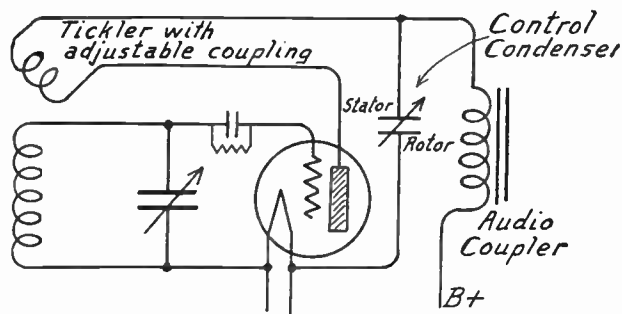 Tickler with
adjustable coupling
Control
Condenser
Stator
Rotor
Audio
Coupler
B+